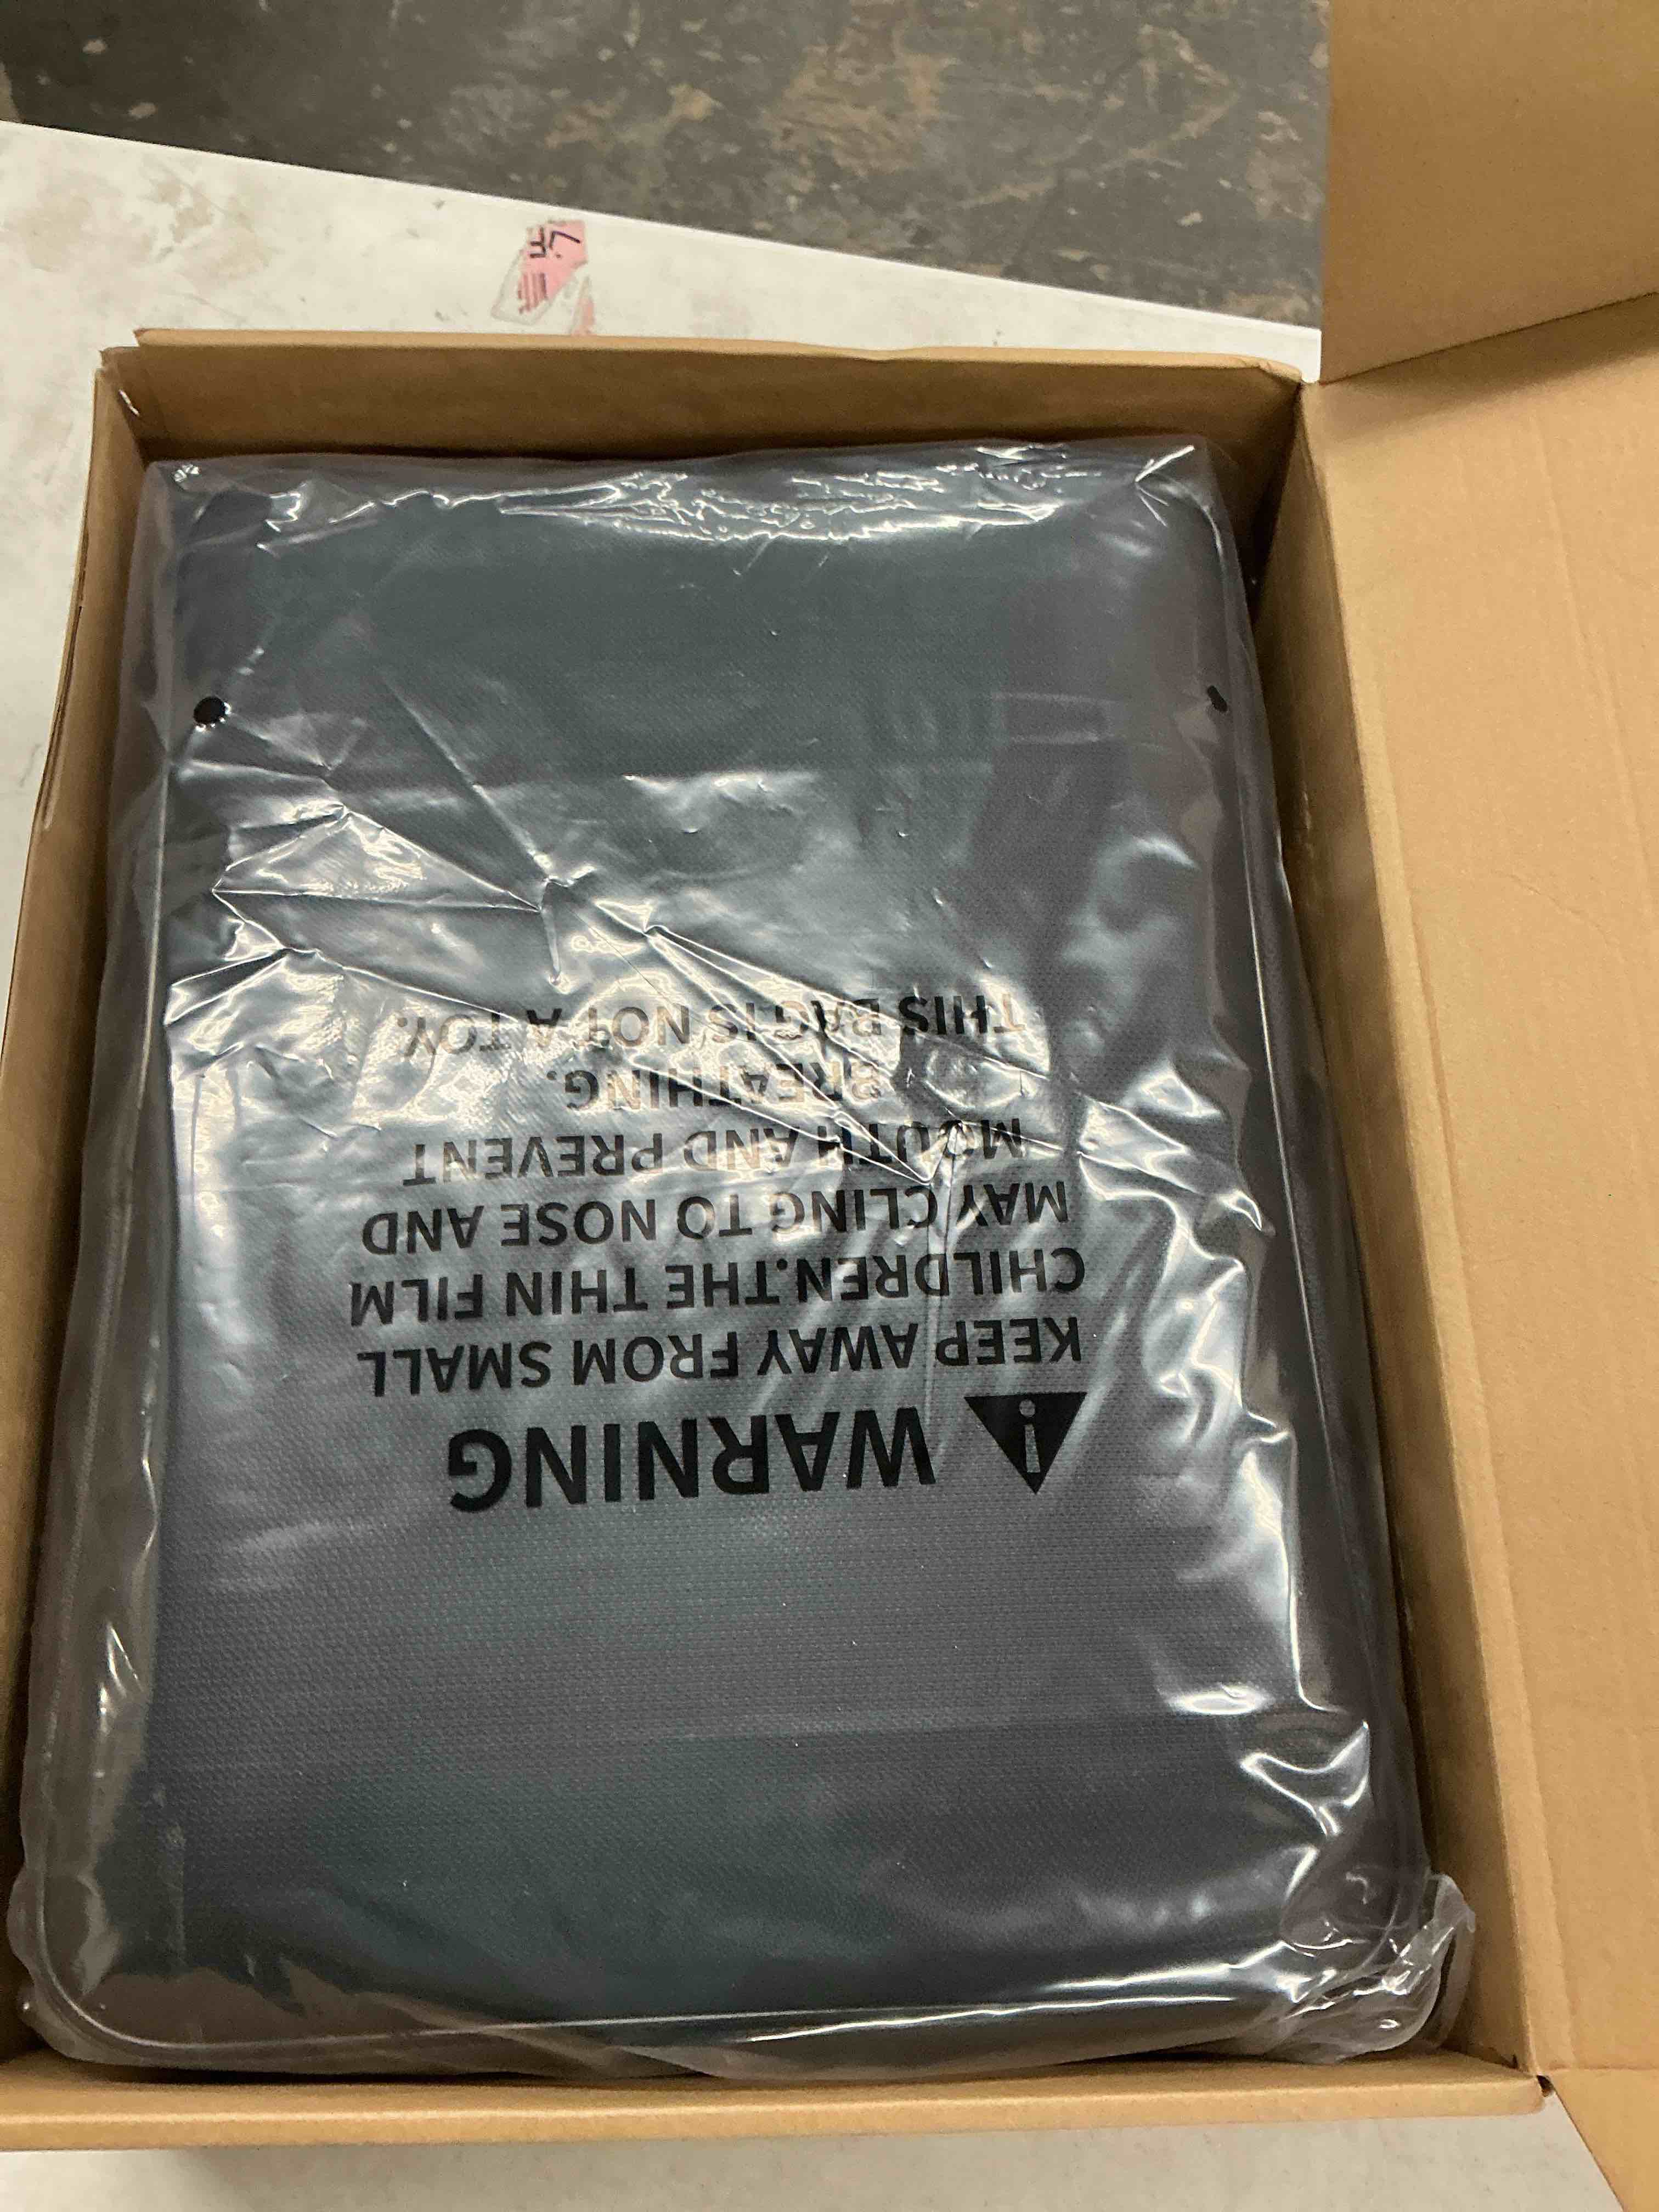 WARNING
KEEP AWAY FROM SMALL
CHILDREN.THE THIN FILM
MAY CLING TO NOSE AND
MOUTH AND PREVENT
BREATHING.
THIS BAG IS NOT A TOY.